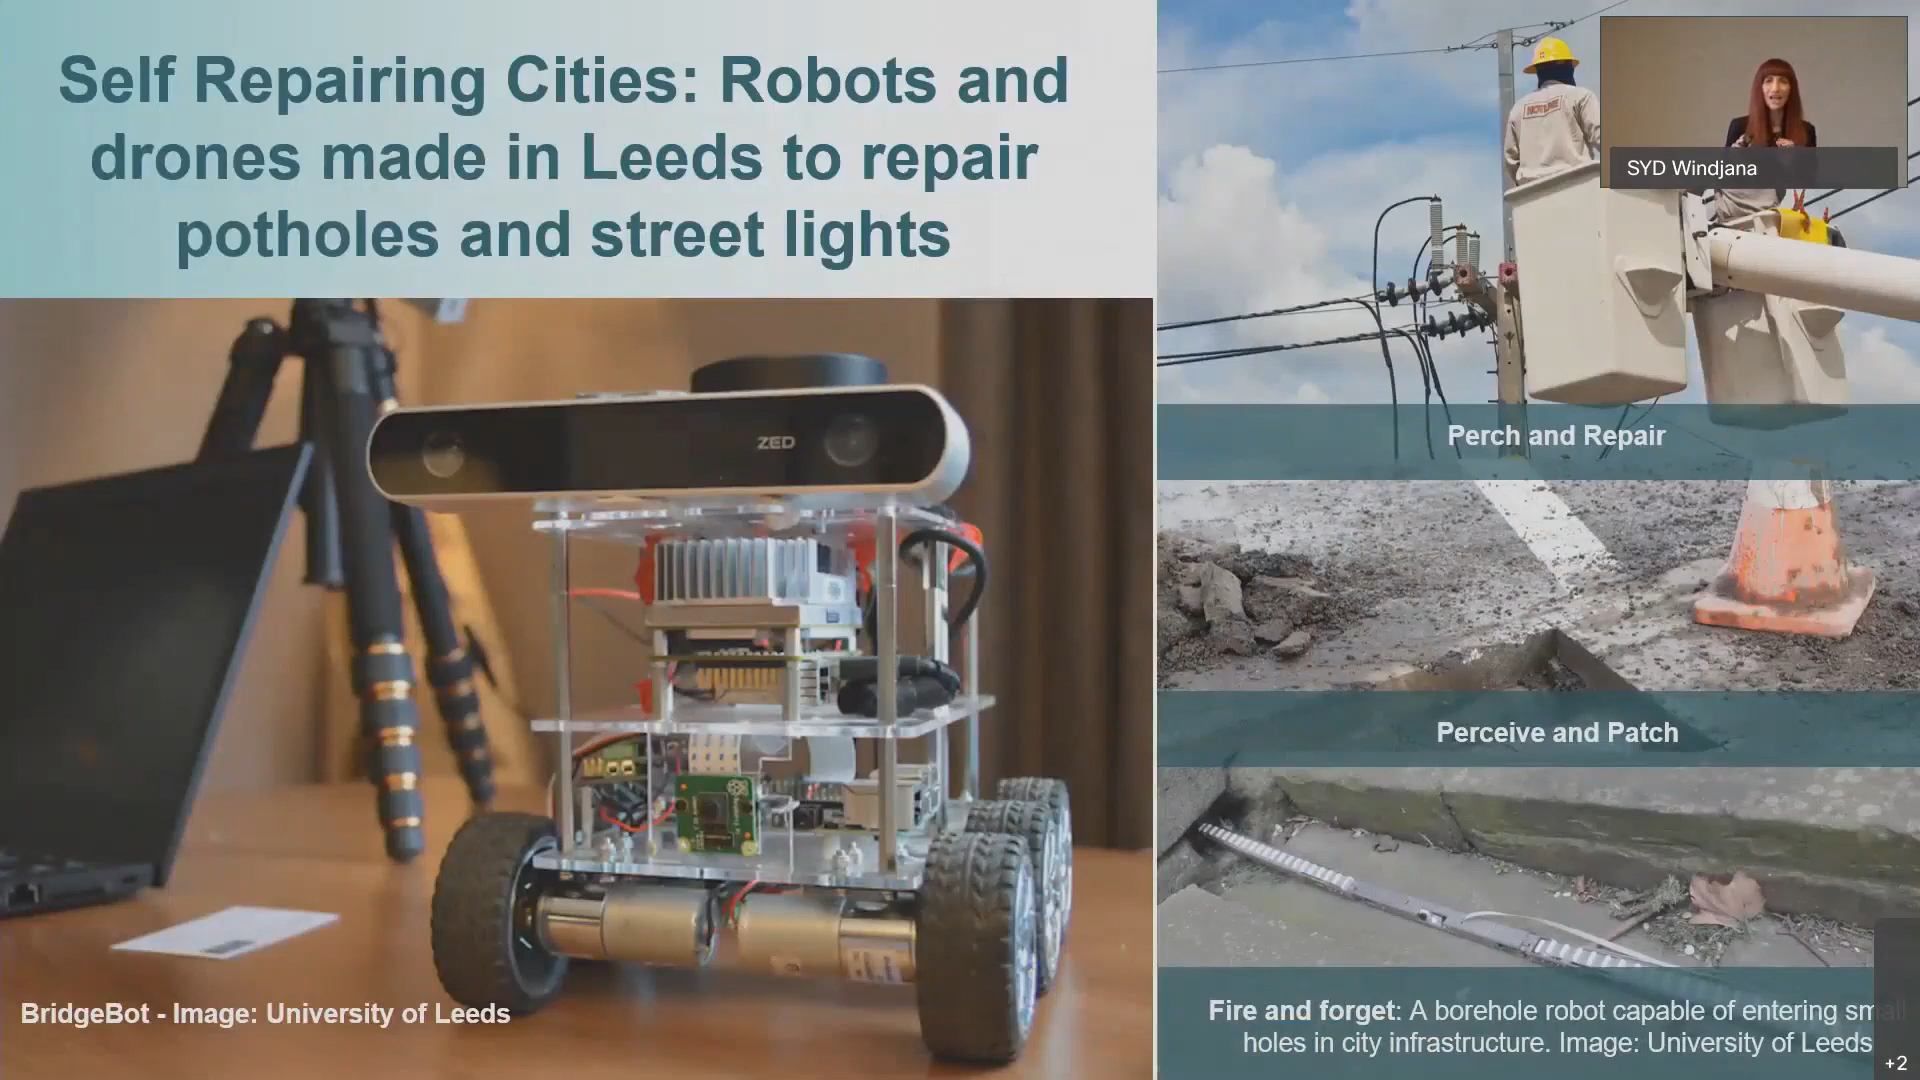 Self Repairing Cities: Robots and
drones made in Leeds to repair
potholes and street lights
HOTLINE
SYD Windjana
Perch and Repair
ZED
Perceive and Patch
BridgeBot - Image: University of Leeds
Fire and forget: A borehole robot capable of entering small
holes in city infrastructure. Image: University of Leeds
+2